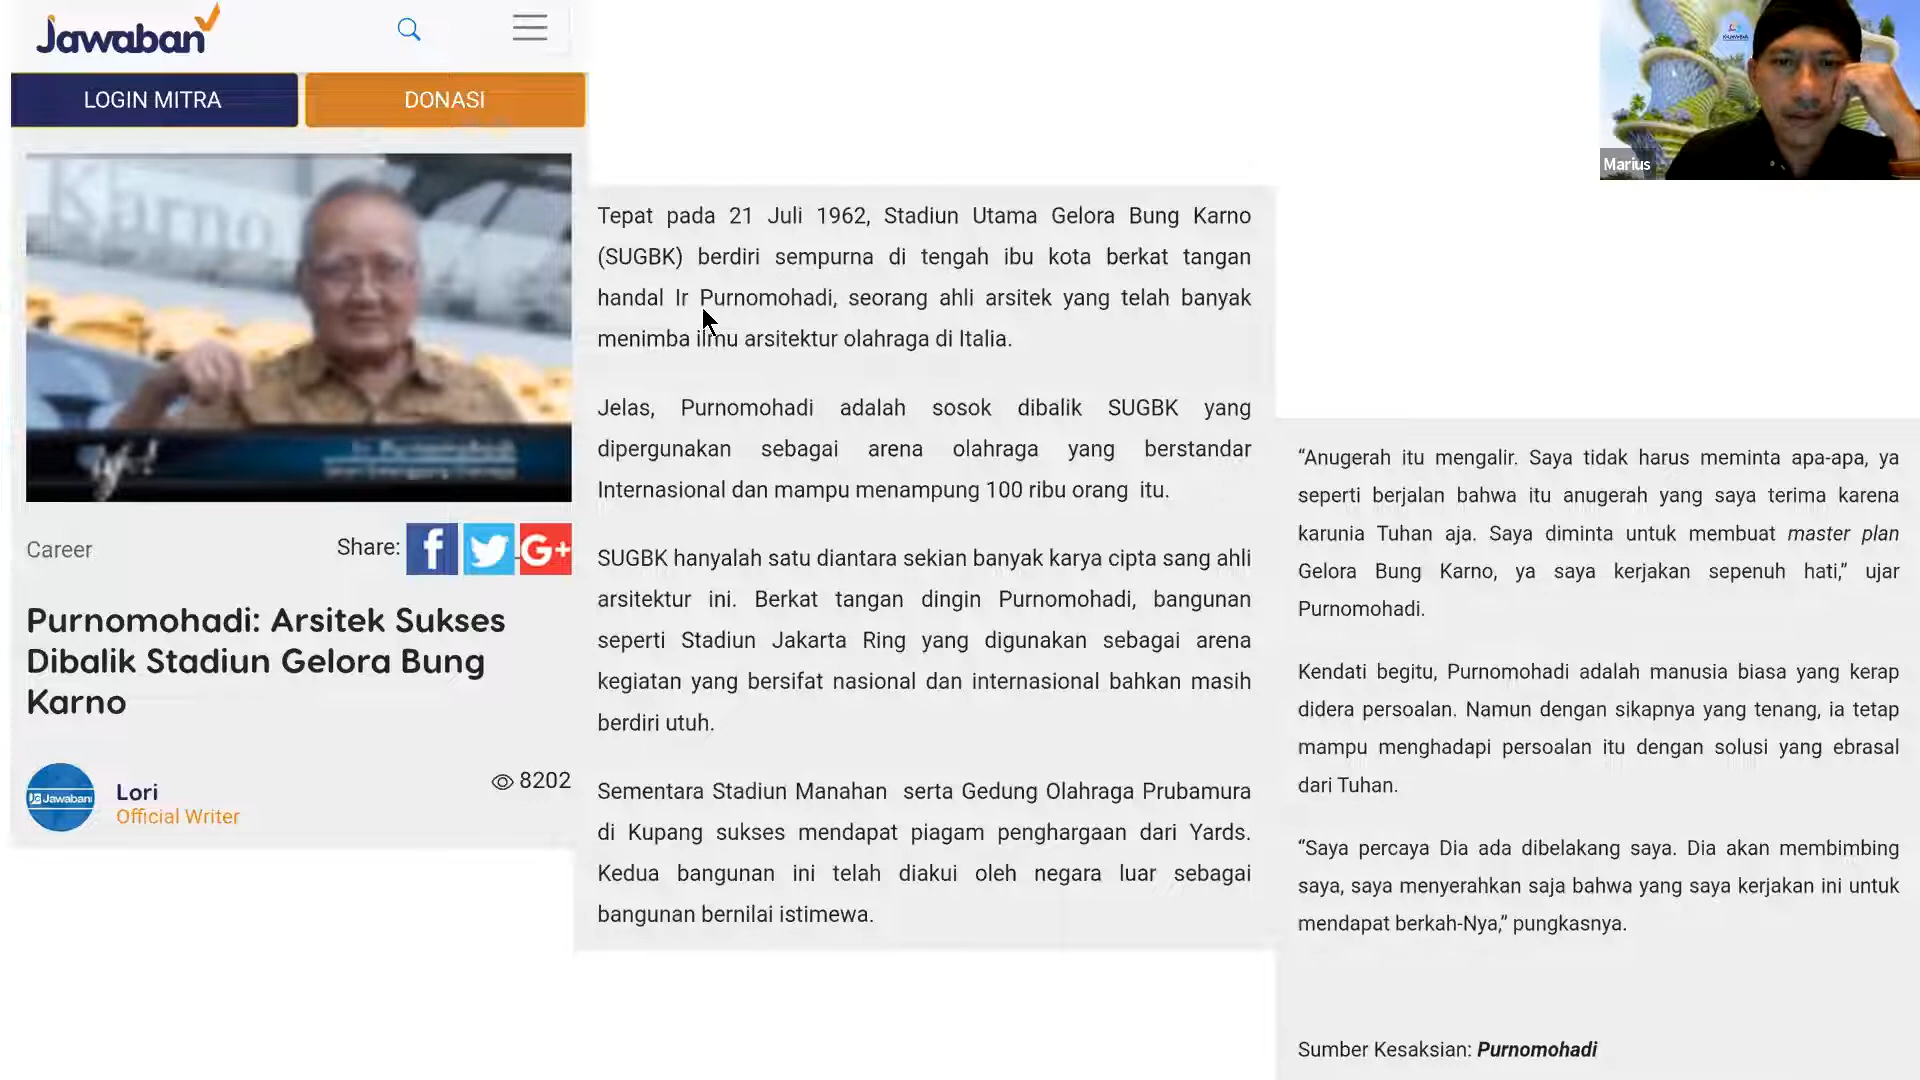 Jawaban
LOGIN MITRA
DONASI
Karno
Ir Purnomohadi
Career
Share:
G+
Purnomohadi: Arsitek Sukses
Dibalik Stadiun Gelora Bung
Karno
Jawaban
Lori
Official Writer
8202
Tepat pada 21 Juli 1962, Stadiun Utama Gelora Bung Karno
(SUGBK) berdiri sempurna di tengah ibu kota berkat tangan
handal Ir Purnomohadi, seorang ahli arsitek yang telah banyak
menimba ilmu arsitektur olahraga di Italia.
Jelas, Purnomohadi adalah sosok dibalik SUGBK yang
dipergunakan sebagai arena olahraga yang berstandar
Internasional dan mampu menampung 100 ribu orang itu.
SUGBK hanyalah satu diantara sekian banyak karya cipta sang ahli
arsitektur ini. Berkat tangan dingin Purnomohadi, bangunan
seperti Stadiun Jakarta Ring yang digunakan sebagai arena
kegiatan yang bersifat nasional dan internasional bahkan masih
berdiri utuh.
Sementara Stadiun Manahan serta Gedung Olahraga Prubamura
di Kupang sukses mendapat piagam penghargaan dari Yards.
Kedua bangunan ini telah diakui oleh negara luar sebagai
bangunan bernilai istimewa.
“Anugerah itu mengalir. Saya tidak harus meminta apa-apa, ya
seperti berjalan bahwa itu anugerah yang saya terima karena
karunia Tuhan aja. Saya diminta untuk membuat master plan
Gelora Bung Karno, ya saya kerjakan sepenuh hati,” ujar
Purnomohadi.
Kendati begitu, Purnomohadi adalah manusia biasa yang kerap
didera persoalan. Namun dengan sikapnya yang tenang, ia tetap
mampu menghadapi persoalan itu dengan solusi yang ebrasal
dari Tuhan.
“Saya percaya Dia ada dibelakang saya. Dia akan membimbing
saya, saya menyerahkan saja bahwa yang saya kerjakan ini untuk
mendapat berkah-Nya,” pungkasnya.
Sumber Kesaksian: Purnomohadi
Marius